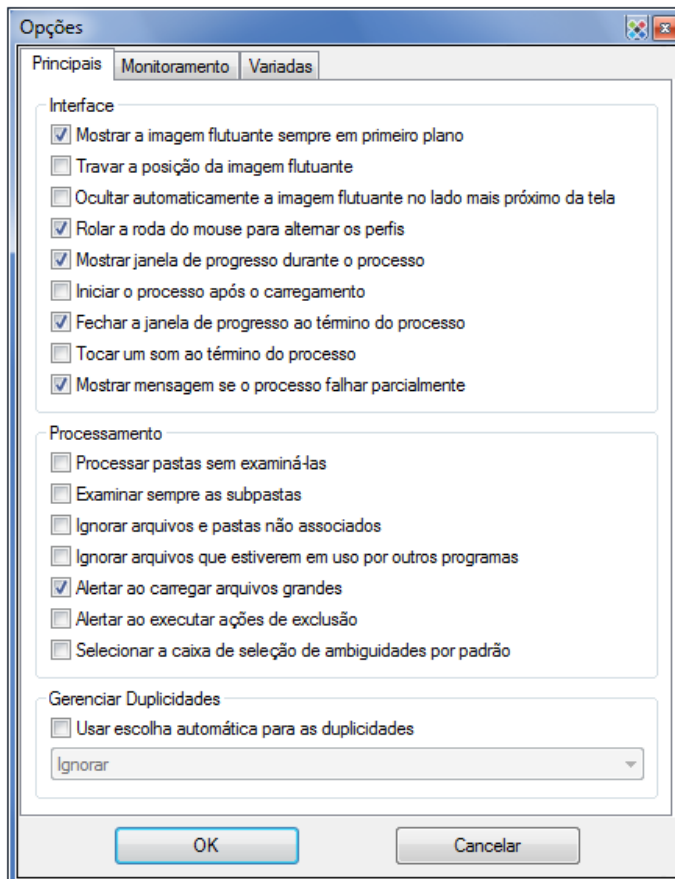 Opções
Principais Monitoramento Variadas
Interface
Mostrar a imagem flutuante sempre em primeiro plano
Travar a posição da imagem flutuante
Ocultar automaticamente a imagem flutuante no lado mais próximo da tela
Rolar a roda do mouse para alternar os perfis
Mostrar janela de progresso durante o processo
Iniciar o processo após o carregamento
Fechar a janela de progresso ao término do processo
Tocar um som ao término do processo
Mostrar mensagem se o processo falhar parcialmente
Processamento
Processar pastas sem examiná-las
Examinar sempre as subpastas
Ignorar arquivos e pastas não associados
Ignorar arquivos que estiverem em uso por outros programas
Alertar ao carregar arquivos grandes
Alertar ao executar ações de exclusão
Selecionar a caixa de seleção de ambiguidades por padrão
Gerenciar Duplicidades
Usar escolha automática para as duplicidades
Ignorar
OK Cancelar